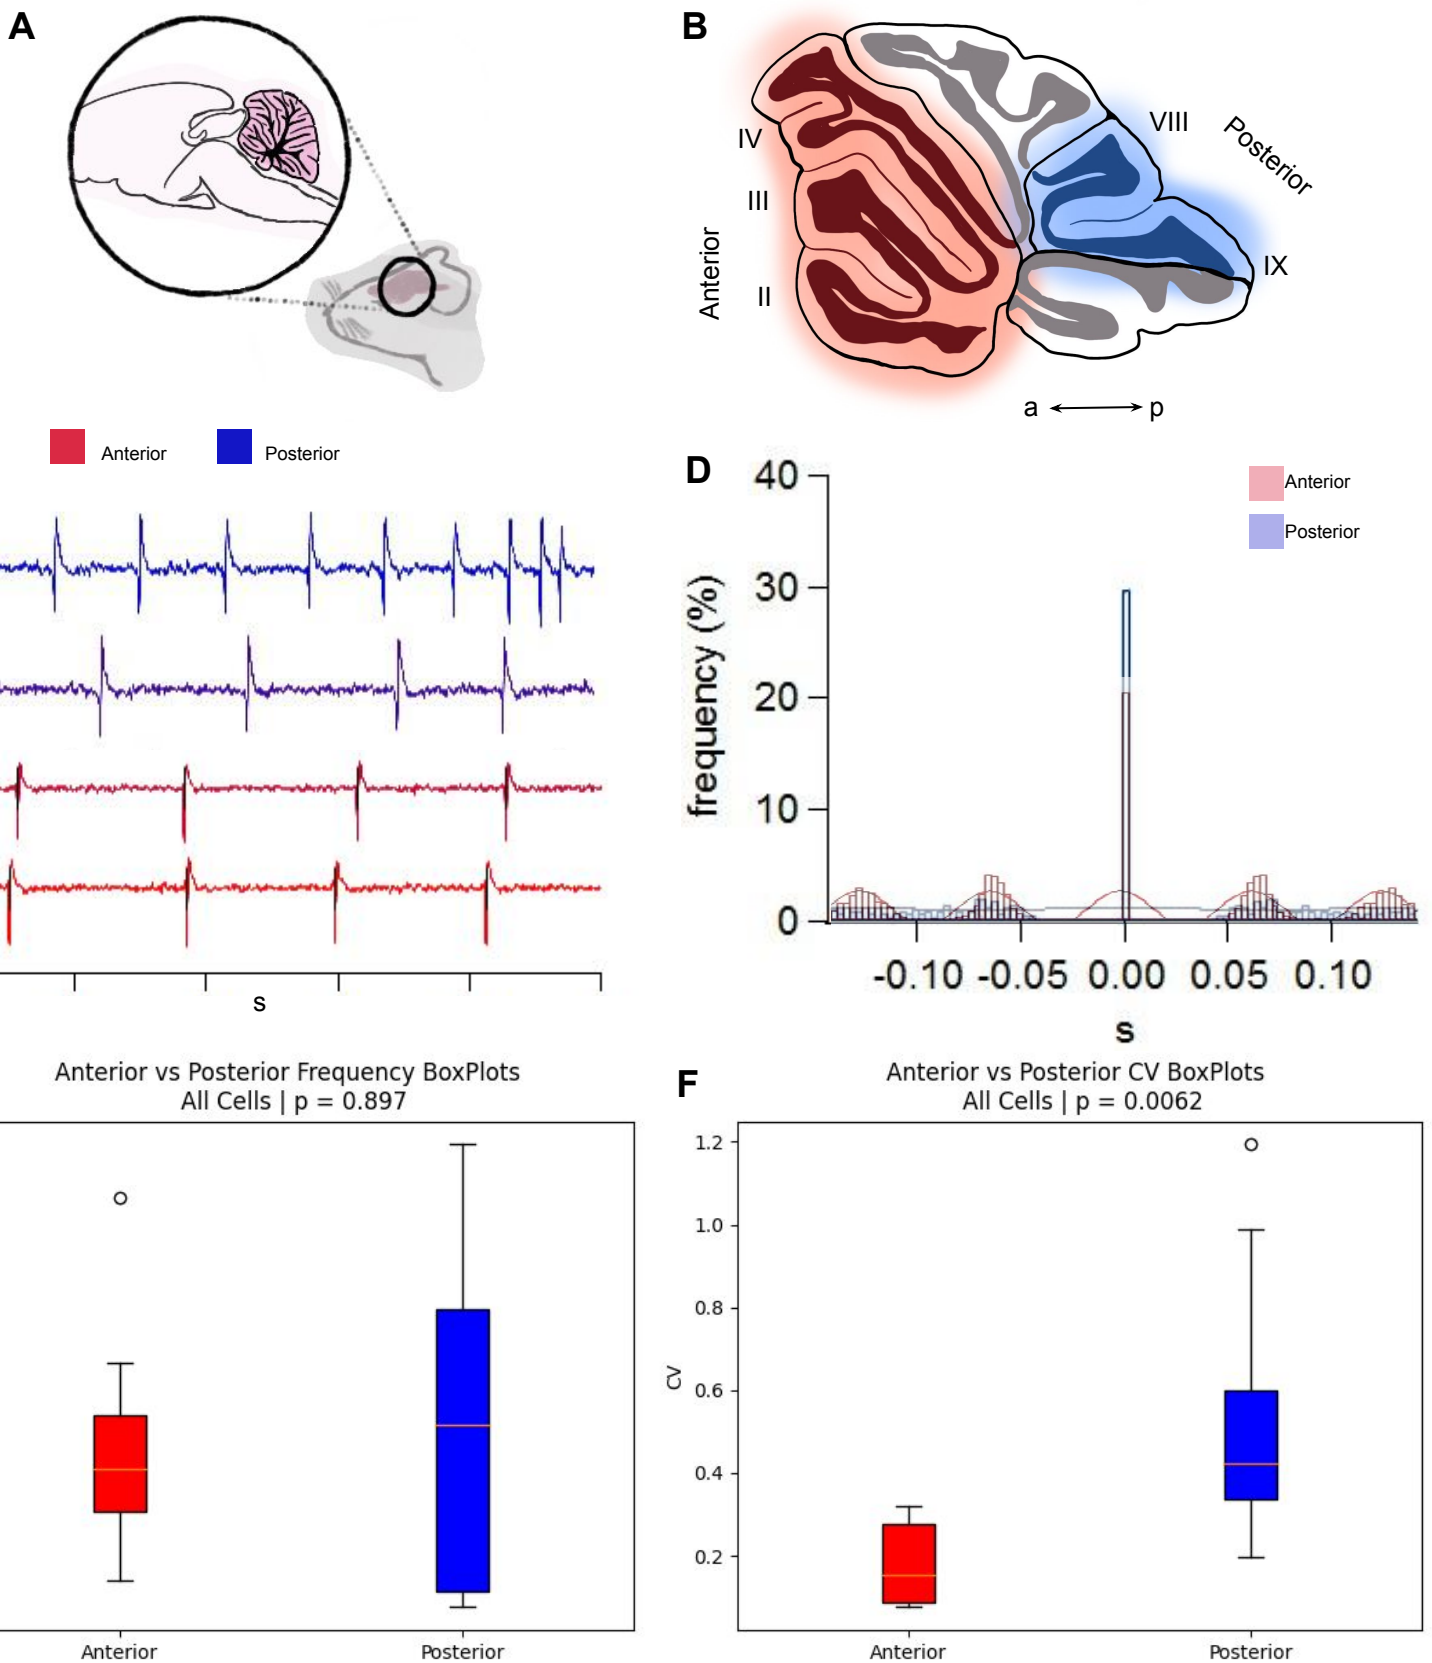 A
B
IV
III
II
Anterior
VIII
Posterior
IX
a
p
Anterior
Posterior
s
D
40
30
20
10
0
frequency (%)
Anterior
Posterior
-0.10 -0.05 0.00 0.05 0.10
s
Anterior vs Posterior Frequency BoxPlots
All Cells | p = 0.897
Anterior
Posterior
F
Anterior vs Posterior CV BoxPlots
All Cells | p = 0.0062
1.2
1.0
0.8
0.6
0.4
0.2
CV
Anterior
Posterior